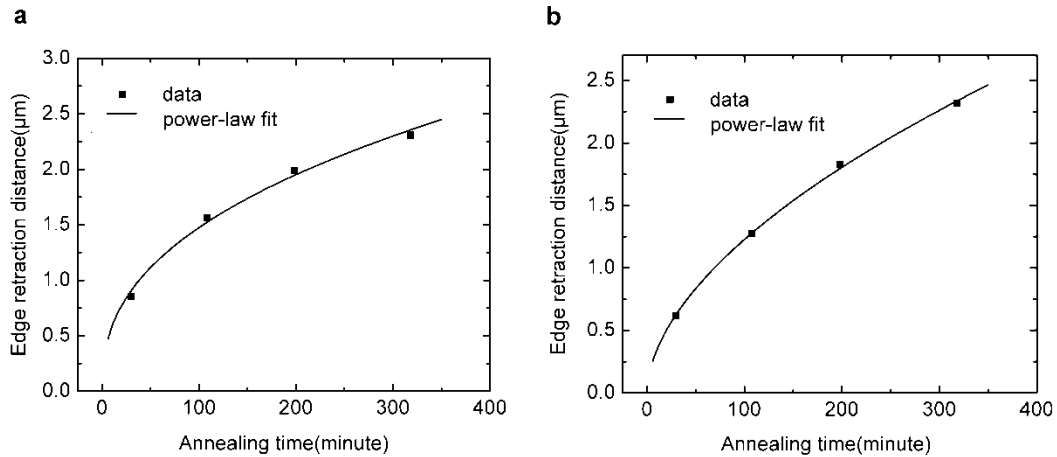 a
3.0
2.5
2.0
1.5
1.0
0.5
0.0
Edge retraction distance(μm)
data
power-law fit
0
100
200
300
400
Annealing time(minute)
b
2.5
2.0
1.5
1.0
0.5
0.0
Edge retraction distance(μm)
data
power-law fit
0
100
200
300
400
Annealing time(minute)